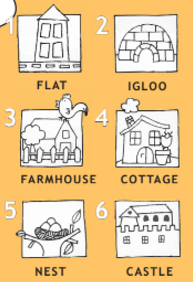 1 2
FLAT IGLOO
3 4
FARMHOUSE COTTAGE
5 6
NEST CASTLE